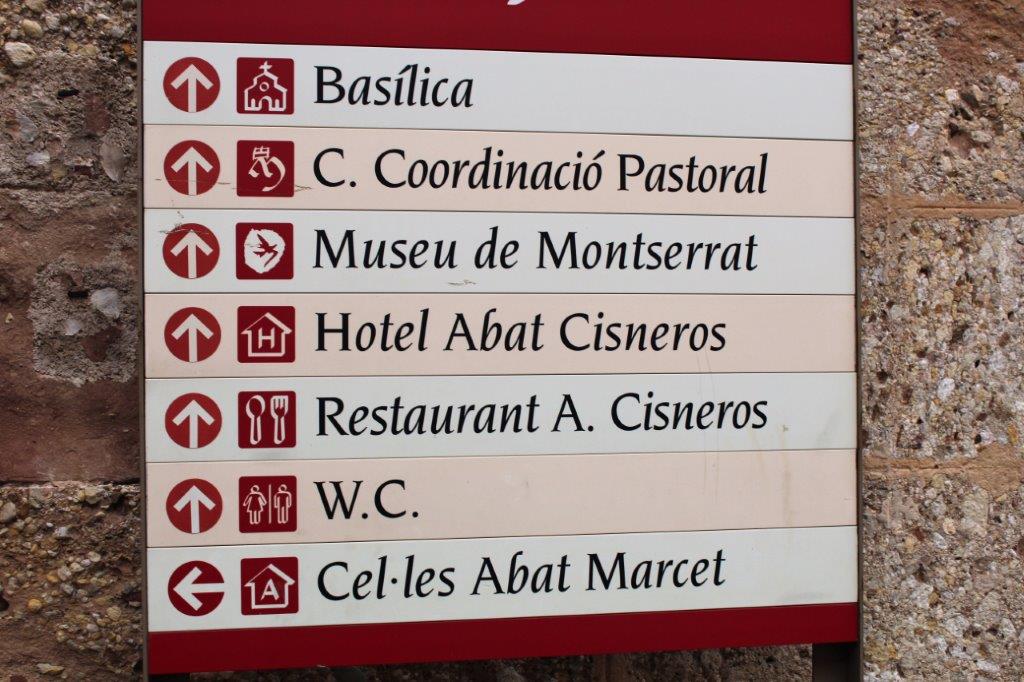 Basílica
C. Coordinació Pastoral
Museu de Montserrat
H Hotel Abat Cisneros
Restaurant A. Cisneros
W.C.
A Cel·les Abat Marcet